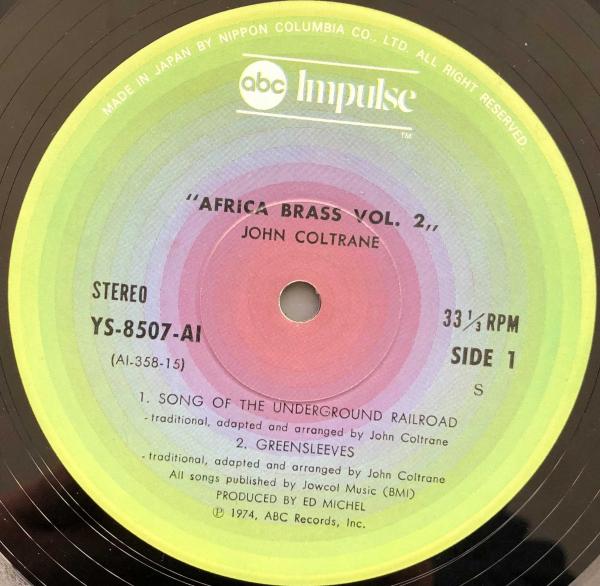 MADE IN JAPAN BY NIPPON COLUMBIA CO., LTD. ALL RIGHT RESERVED.
abc Impulse
TM
"AFRICA BRASS VOL. 2„
JOHN COLTRANE
STEREO
YS-8507-AI
(AI-358-15)
33 1/3 RPM
SIDE 1
S
1. SONG OF THE UNDERGROUND RAILROAD
-traditional, adapted and arranged by John Coltrane
2. GREENSLEEVES
-traditional, adapted and arranged by John Coltrane
All songs published by Jowcol Music (BMI)
PRODUCED BY ED MICHEL
℗ 1974, ABC Records, Inc.